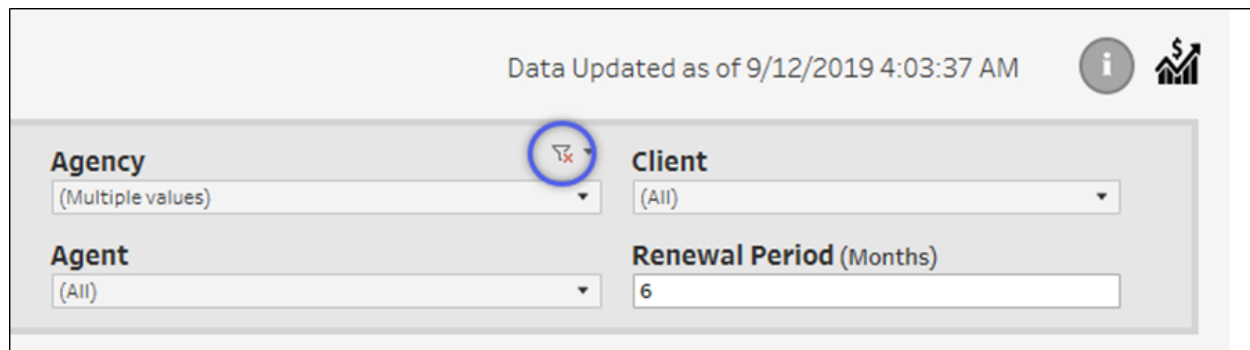 Data Updated as of 9/12/2019 4:03:37 AM
Agency
(Multiple values)
Client
(All)
Agent
(All)
Renewal Period (Months)
6